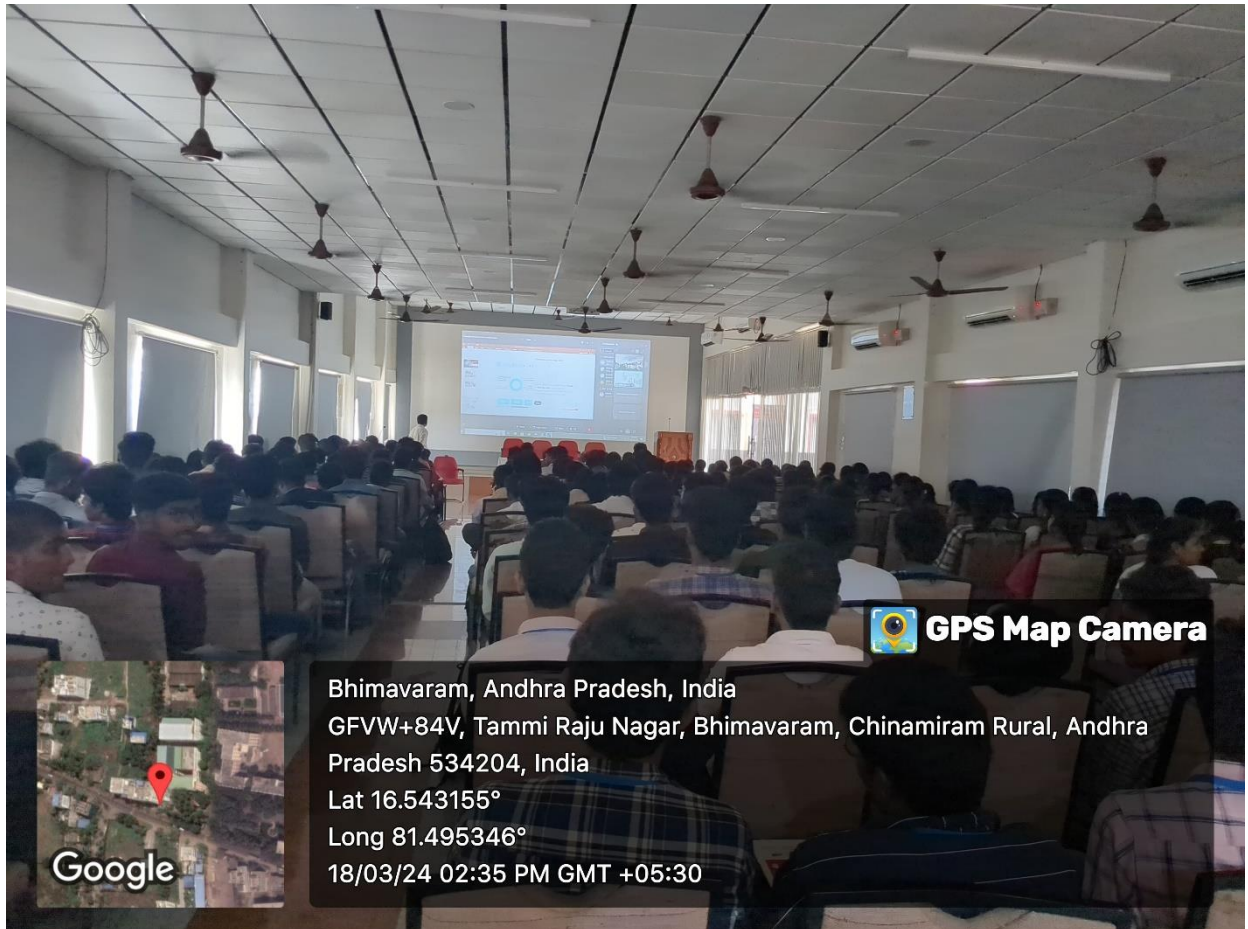 GPS Map Camera
Bhimavaram, Andhra Pradesh, India
GFVW+84V, Tammi Raju Nagar, Bhimavaram, Chinamiram Rural, Andhra
Pradesh 534204, India
Lat 16.543155°
Long 81.495346°
18/03/24 02:35 PM GMT +05:30
Google